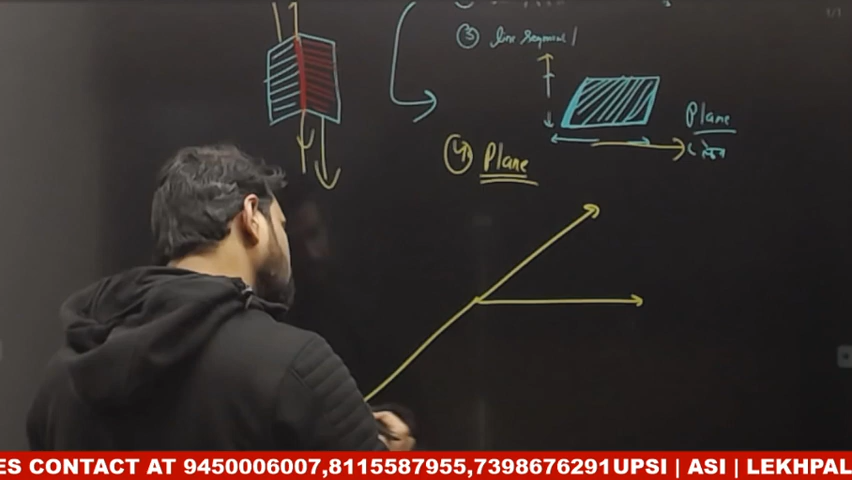 ③ line segment
Plane
④ Plane
ES CONTACT AT 9450006007,8115587955,7398676291UPSI | ASI | LEKHPAL